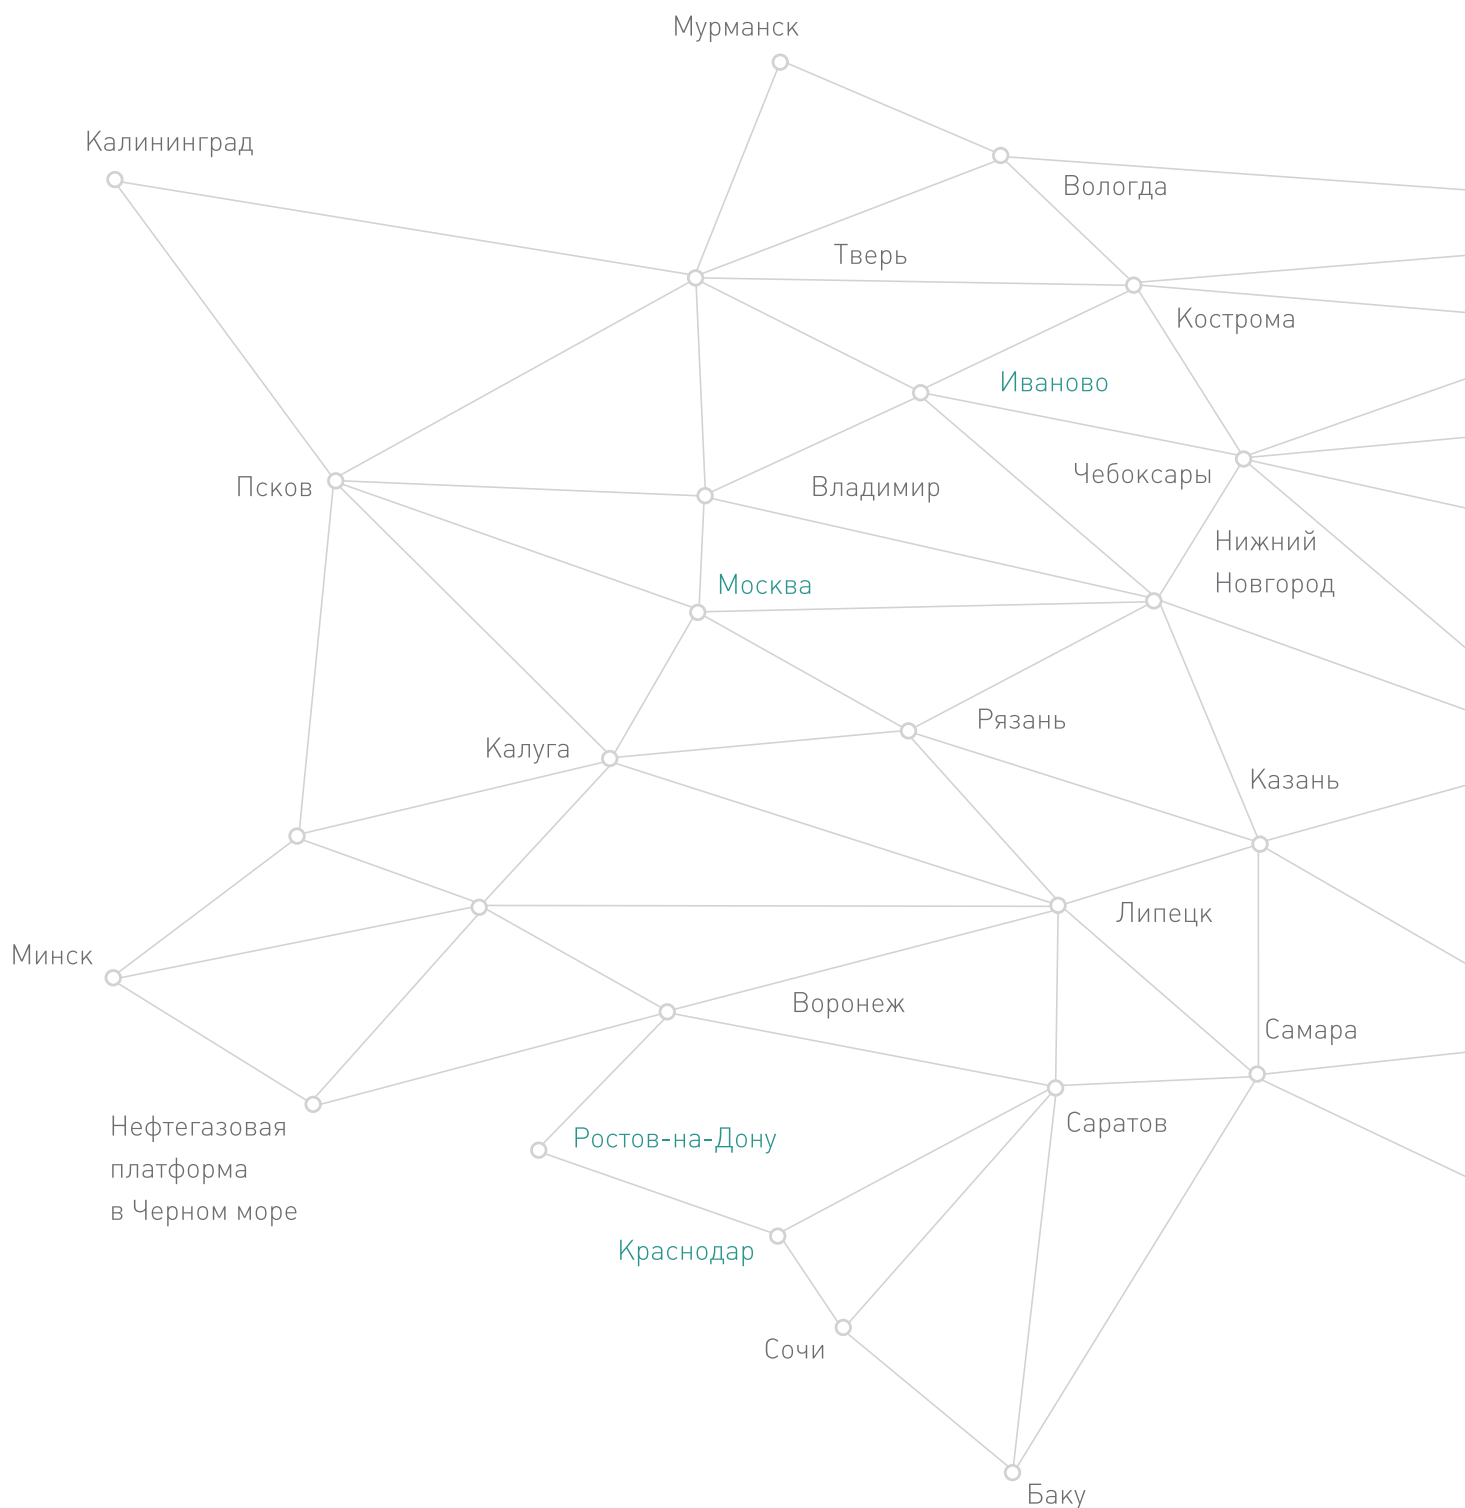 Мурманск
Калининград
Вологда
Тверь
Кострома
Иваново
Чебоксары
Псков
Владимир
Нижний
Новгород
Москва
Рязань
Калуга
Казань
Липецк
Минск
Воронеж
Самара
Саратов
Нефтегазовая
платформа
в Черном море
Ростов-на-Дону
Краснодар
Сочи
Баку